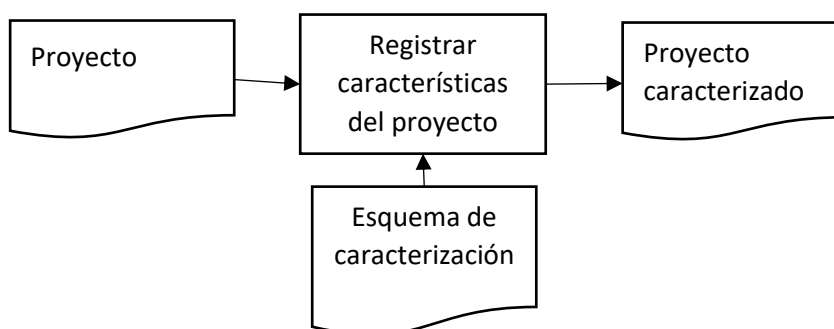 Proyecto
Registrar
características
del proyecto
Proyecto
caracterizado
Esquema de
caracterización